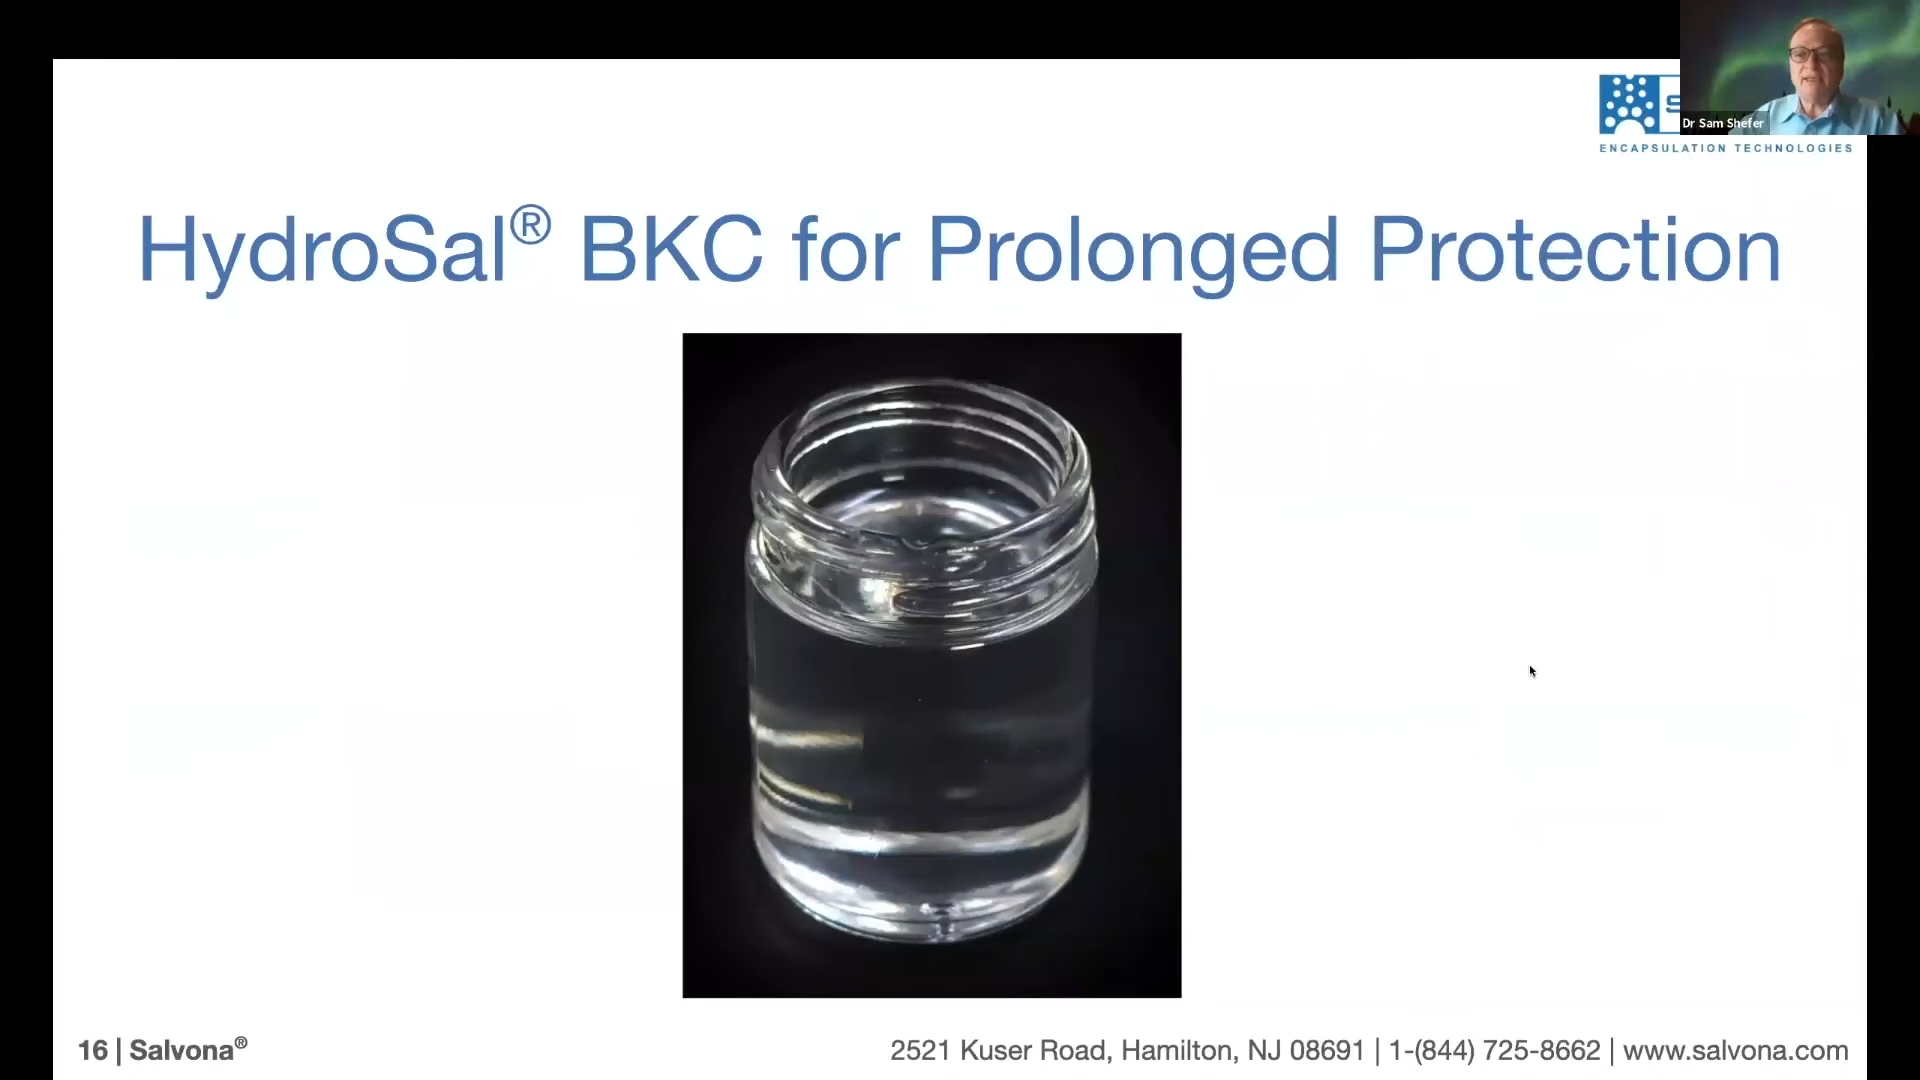 Dr Sam Shefer
ENCAPSULATION TECHNOLOGIES
HydroSal® BKC for Prolonged Protection
16 | Salvona®
2521 Kuser Road, Hamilton, NJ 08691 | 1-(844) 725-8662 | www.salvona.com